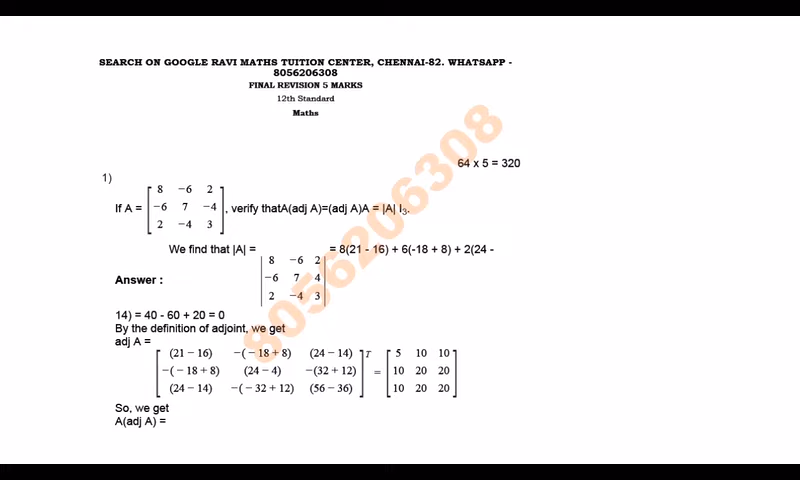 SEARCH ON GOOGLE RAVI MATHS TUITION CENTER, CHENNAI-82. WHATSAPP -
8056206308
FINAL REVISION 5 MARKS
12th Standard
Maths
64 x 5 = 320
1)
If A = [ 8 −6 2
−6 7 −4
2 −4 3 ] , verify thatA(adj A)=(adj A)A = |A| I₃.
We find that |A| = | 8 −6 2
−6 7 4
2 −4 3 | = 8(21 - 16) + 6(-18 + 8) + 2(24 -
Answer :
14) = 40 - 60 + 20 = 0
By the definition of adjoint, we get
adj A =
[ (21 − 16) −(− 18 + 8) (24 − 14)
−(− 18 + 8) (24 − 4) −(32 + 12)
(24 − 14) −(− 32 + 12) (56 − 36) ] T = [ 5 10 10
10 20 20
10 20 20 ]
So, we get
A(adj A) =
8056206308